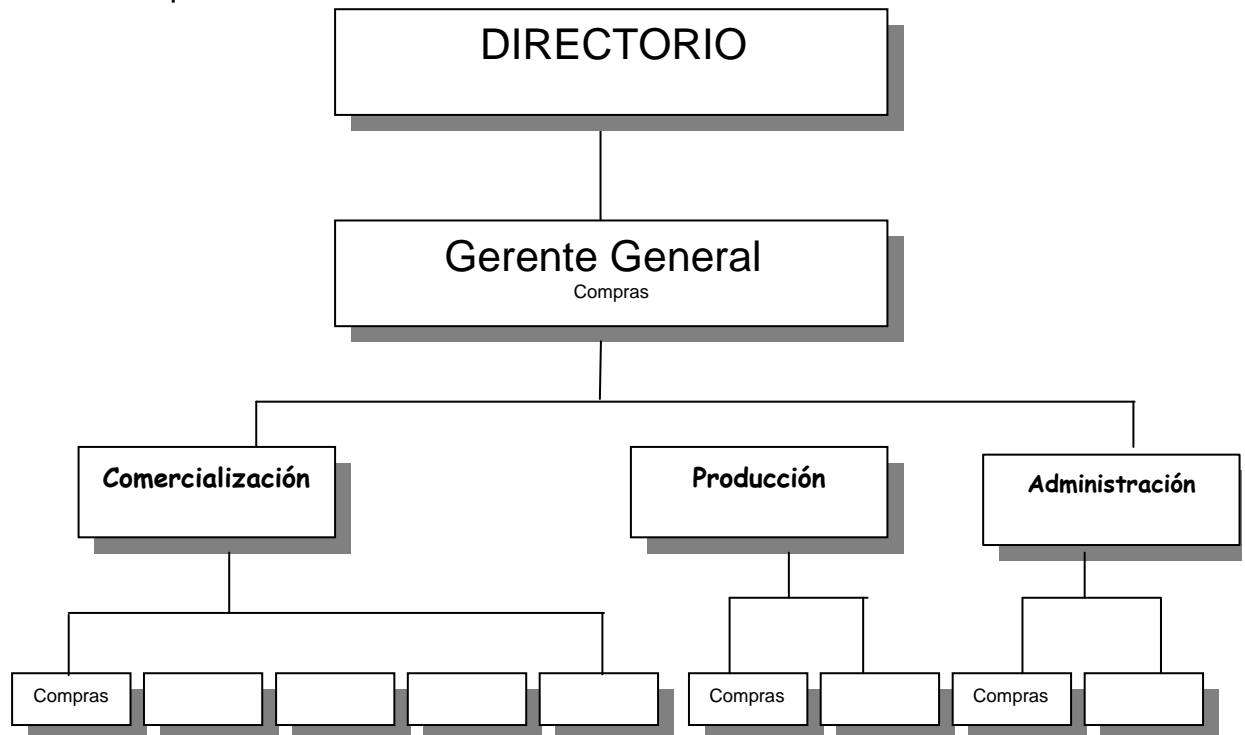 DIRECTORIO
Gerente General
Compras
Comercialización
Producción
Administración
Compras
Compras
Compras